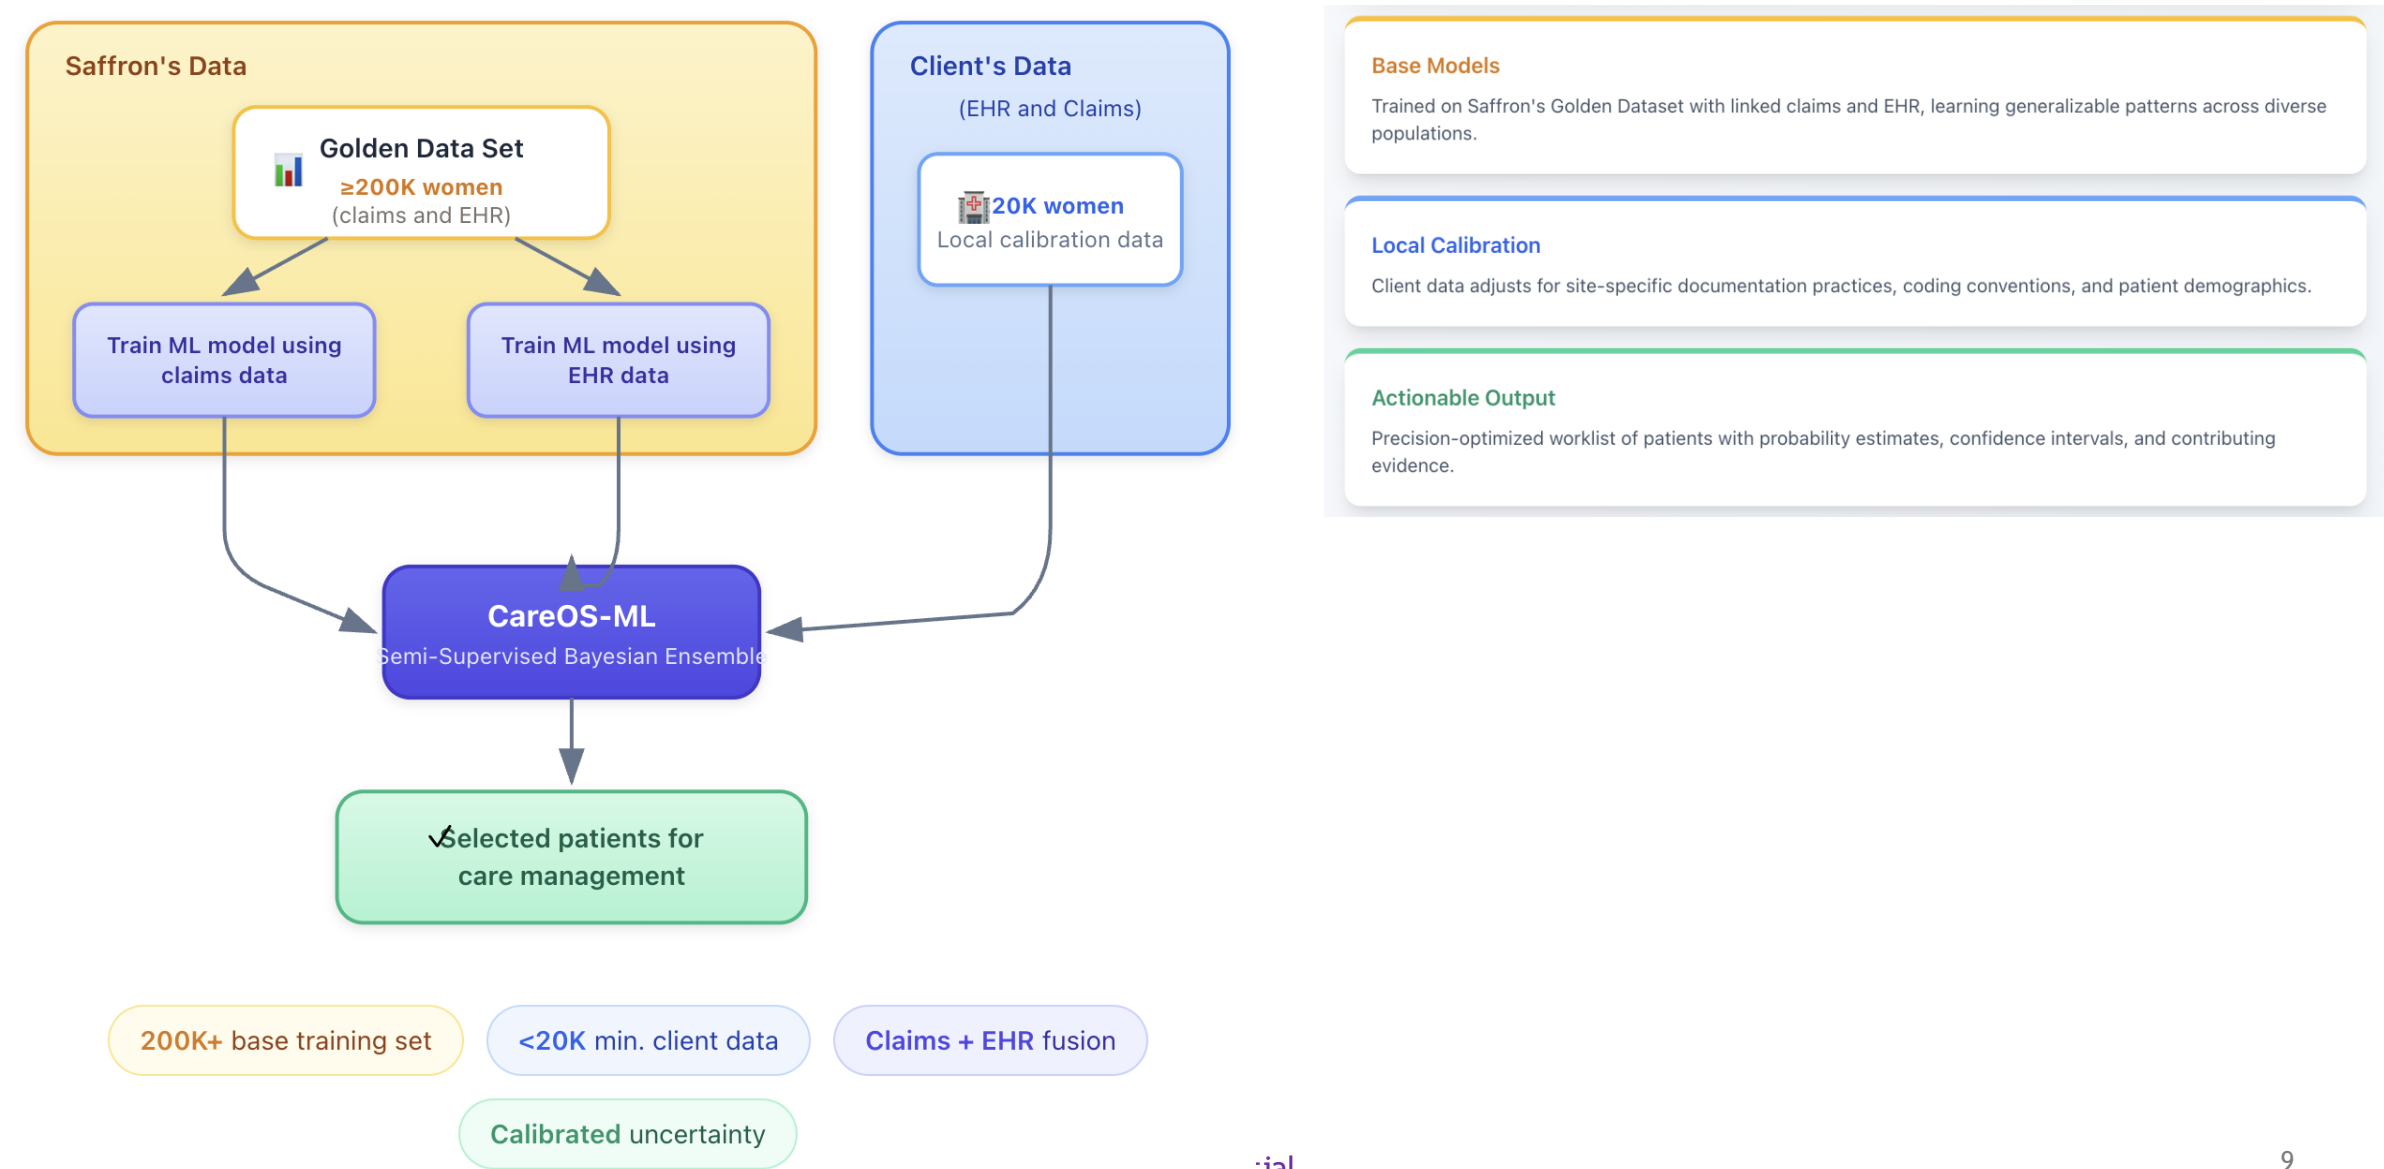 Saffron's Data
Golden Data Set
≥200K women
(claims and EHR)
Train ML model using
claims data
Train ML model using
EHR data
Client's Data
(EHR and Claims)
20K women
Local calibration data
CareOS-ML
Semi-Supervised Bayesian Ensemble
Selected patients for
care management
200K+ base training set
<20K min. client data
Claims + EHR fusion
Calibrated uncertainty
Base Models
Trained on Saffron's Golden Dataset with linked claims and EHR, learning generalizable patterns across diverse
populations.
Local Calibration
Client data adjusts for site-specific documentation practices, coding conventions, and patient demographics.
Actionable Output
Precision-optimized worklist of patients with probability estimates, confidence intervals, and contributing
evidence.
9